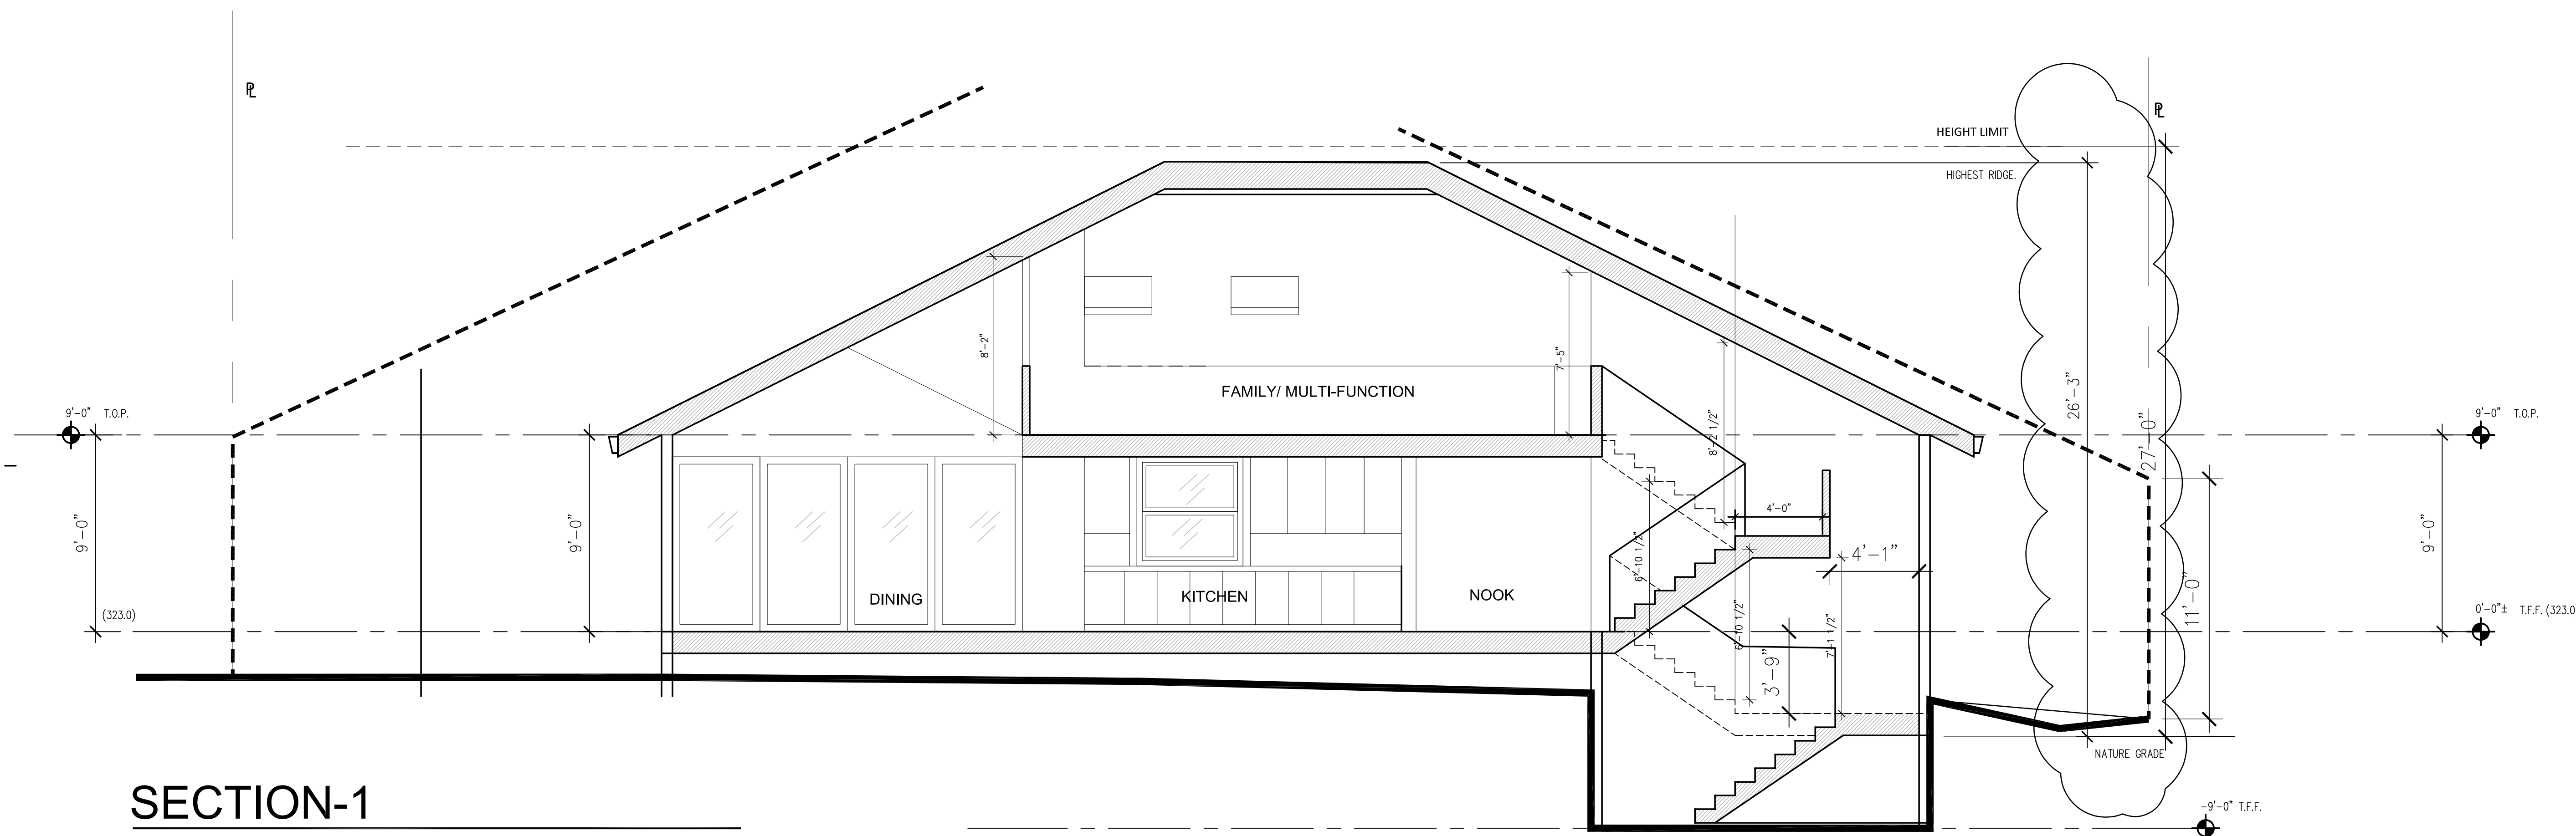 PL
PL
HEIGHT LIMIT
HIGHEST RIDGE.
8'-2"
7'-5"
8'-2 1/2"
26'-3"
27'-0"
FAMILY/ MULTI-FUNCTION
9'-0" T.O.P.
9'-0" T.O.P.
9'-0"
9'-0"
9'-0"
4'-0"
6'-10 1/2"
4'-1"
DINING
KITCHEN
NOOK
11'-0"
(323.0)
0'-0"± T.F.F. (323.0
6'-10 1/2"
7'-1 1/2"
3'-9"
NATURE GRADE
SECTION-1
-9'-0" T.F.F.